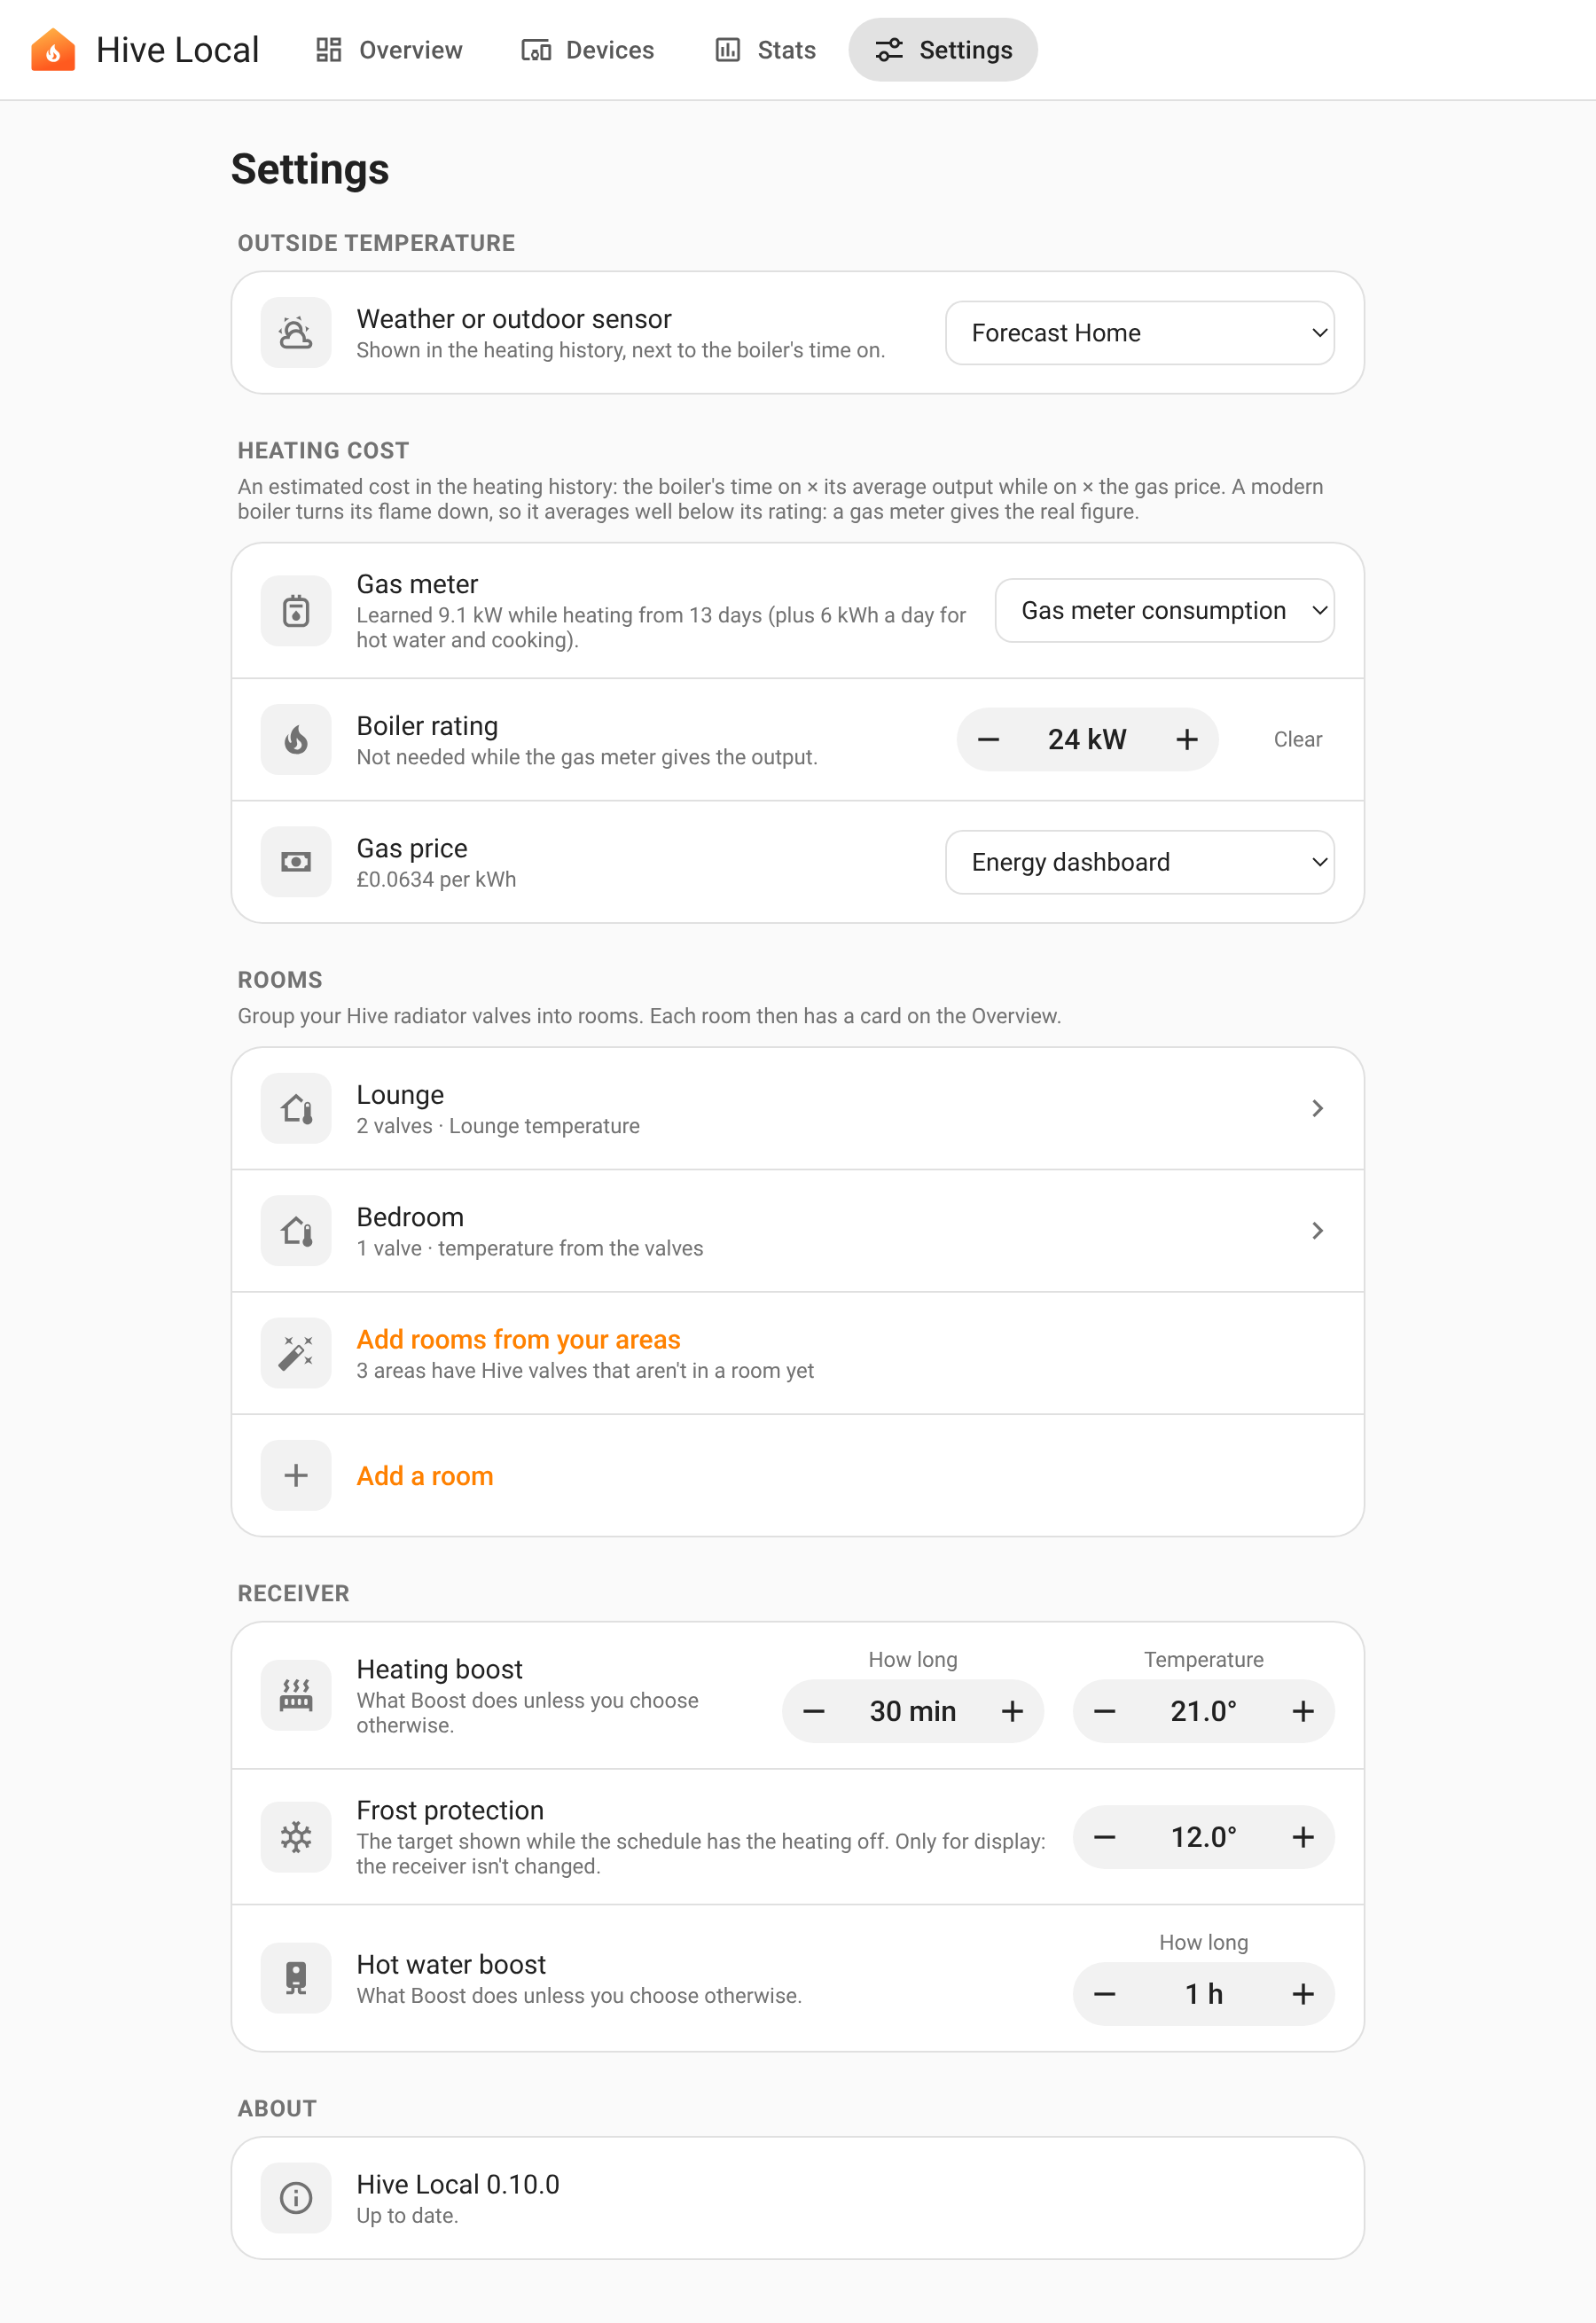 Hive Local
Overview
Devices
Stats
Settings
Settings
OUTSIDE TEMPERATURE
Weather or outdoor sensor
Shown in the heating history, next to the boiler's time on.
Forecast Home
HEATING COST
An estimated cost in the heating history: the boiler's time on × its average output while on × the gas price. A modern
boiler turns its flame down, so it averages well below its rating: a gas meter gives the real figure.
Gas meter
Learned 9.1 kW while heating from 13 days (plus 6 kWh a day for
hot water and cooking).
Gas meter consumption
Boiler rating
Not needed while the gas meter gives the output.
− 24 kW +
Clear
Gas price
£0.0634 per kWh
Energy dashboard
ROOMS
Group your Hive radiator valves into rooms. Each room then has a card on the Overview.
Lounge
2 valves · Lounge temperature
Bedroom
1 valve · temperature from the valves
Add rooms from your areas
3 areas have Hive valves that aren't in a room yet
Add a room
RECEIVER
Heating boost
What Boost does unless you choose
otherwise.
How long
− 30 min +
Temperature
− 21.0° +
Frost protection
The target shown while the schedule has the heating off. Only for display:
the receiver isn't changed.
− 12.0° +
Hot water boost
What Boost does unless you choose otherwise.
How long
− 1 h +
ABOUT
Hive Local 0.10.0
Up to date.